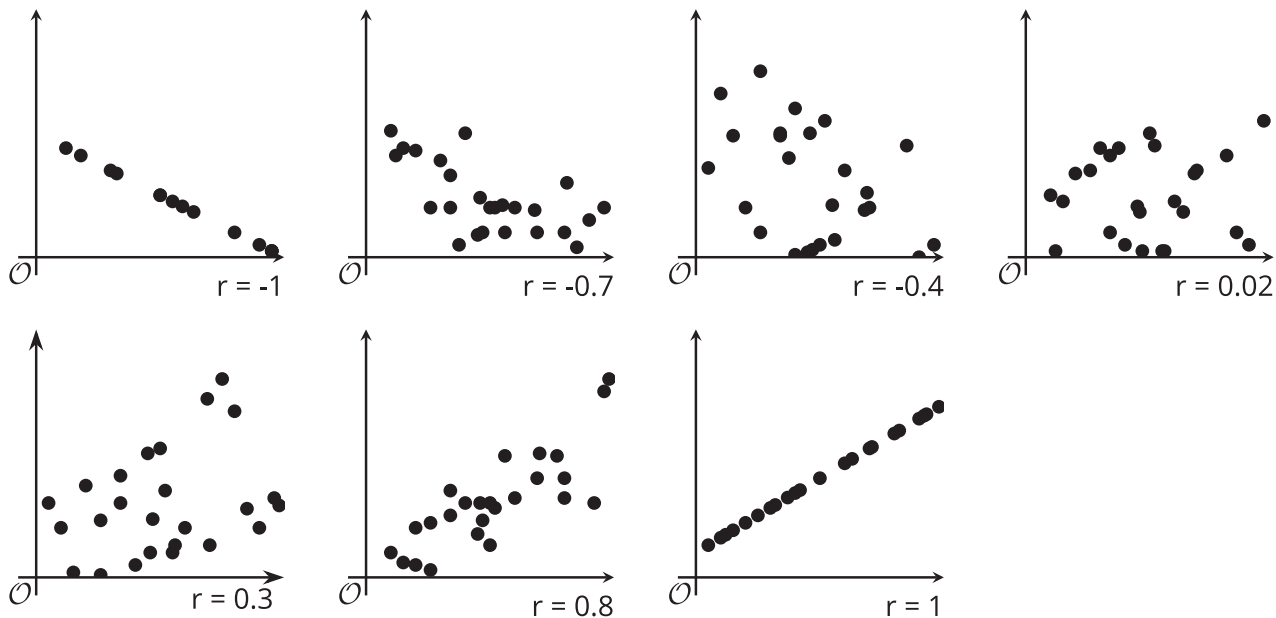 O
r = -1
O
r = -0.7
O
r = -0.4
O
r = 0.02
O
r = 0.3
O
r = 0.8
O
r = 1